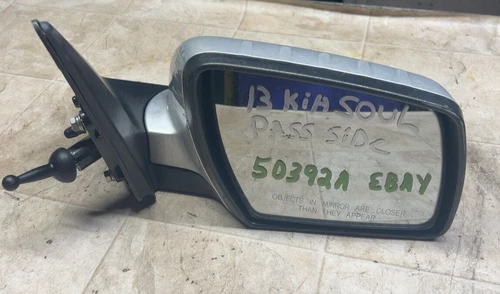 13 KIA SOUL
PASS SIDE
50392A EBAY
OBJECTS IN MIRROR ARE CLOSER
THAN THEY APPEAR